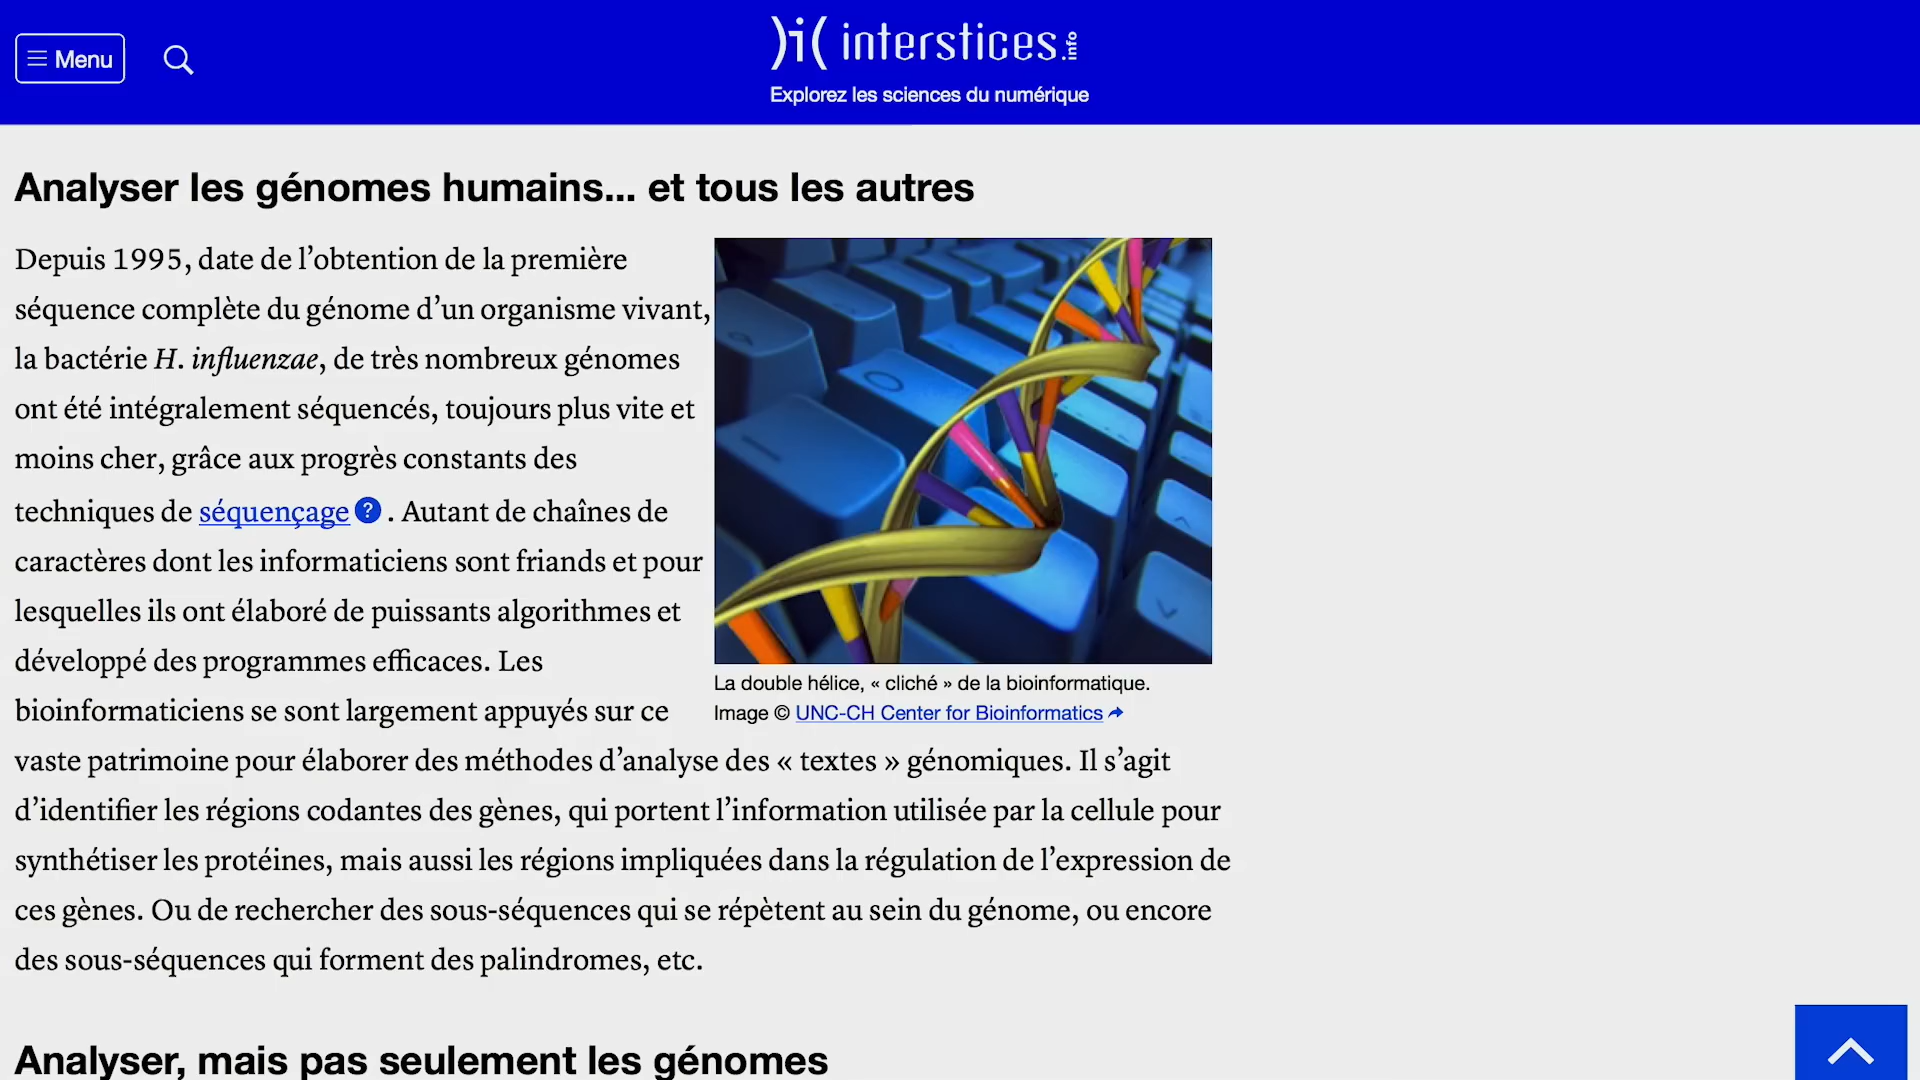 Menu
)i( interstices.info
Explorez les sciences du numérique
Analyser les génomes humains... et tous les autres
Depuis 1995, date de l’obtention de la première
séquence complète du génome d’un organisme vivant,
la bactérie H. influenzae, de très nombreux génomes
ont été intégralement séquencés, toujours plus vite et
moins cher, grâce aux progrès constants des
techniques de séquençage ? . Autant de chaînes de
caractères dont les informaticiens sont friands et pour
lesquelles ils ont élaboré de puissants algorithmes et
développé des programmes efficaces. Les
bioinformaticiens se sont largement appuyés sur ce
vaste patrimoine pour élaborer des méthodes d’analyse des « textes » génomiques. Il s’agit
d’identifier les régions codantes des gènes, qui portent l’information utilisée par la cellule pour
synthétiser les protéines, mais aussi les régions impliquées dans la régulation de l’expression de
ces gènes. Ou de rechercher des sous-séquences qui se répètent au sein du génome, ou encore
des sous-séquences qui forment des palindromes, etc.
La double hélice, « cliché » de la bioinformatique.
Image © UNC-CH Center for Bioinformatics
Analyser, mais pas seulement les génomes